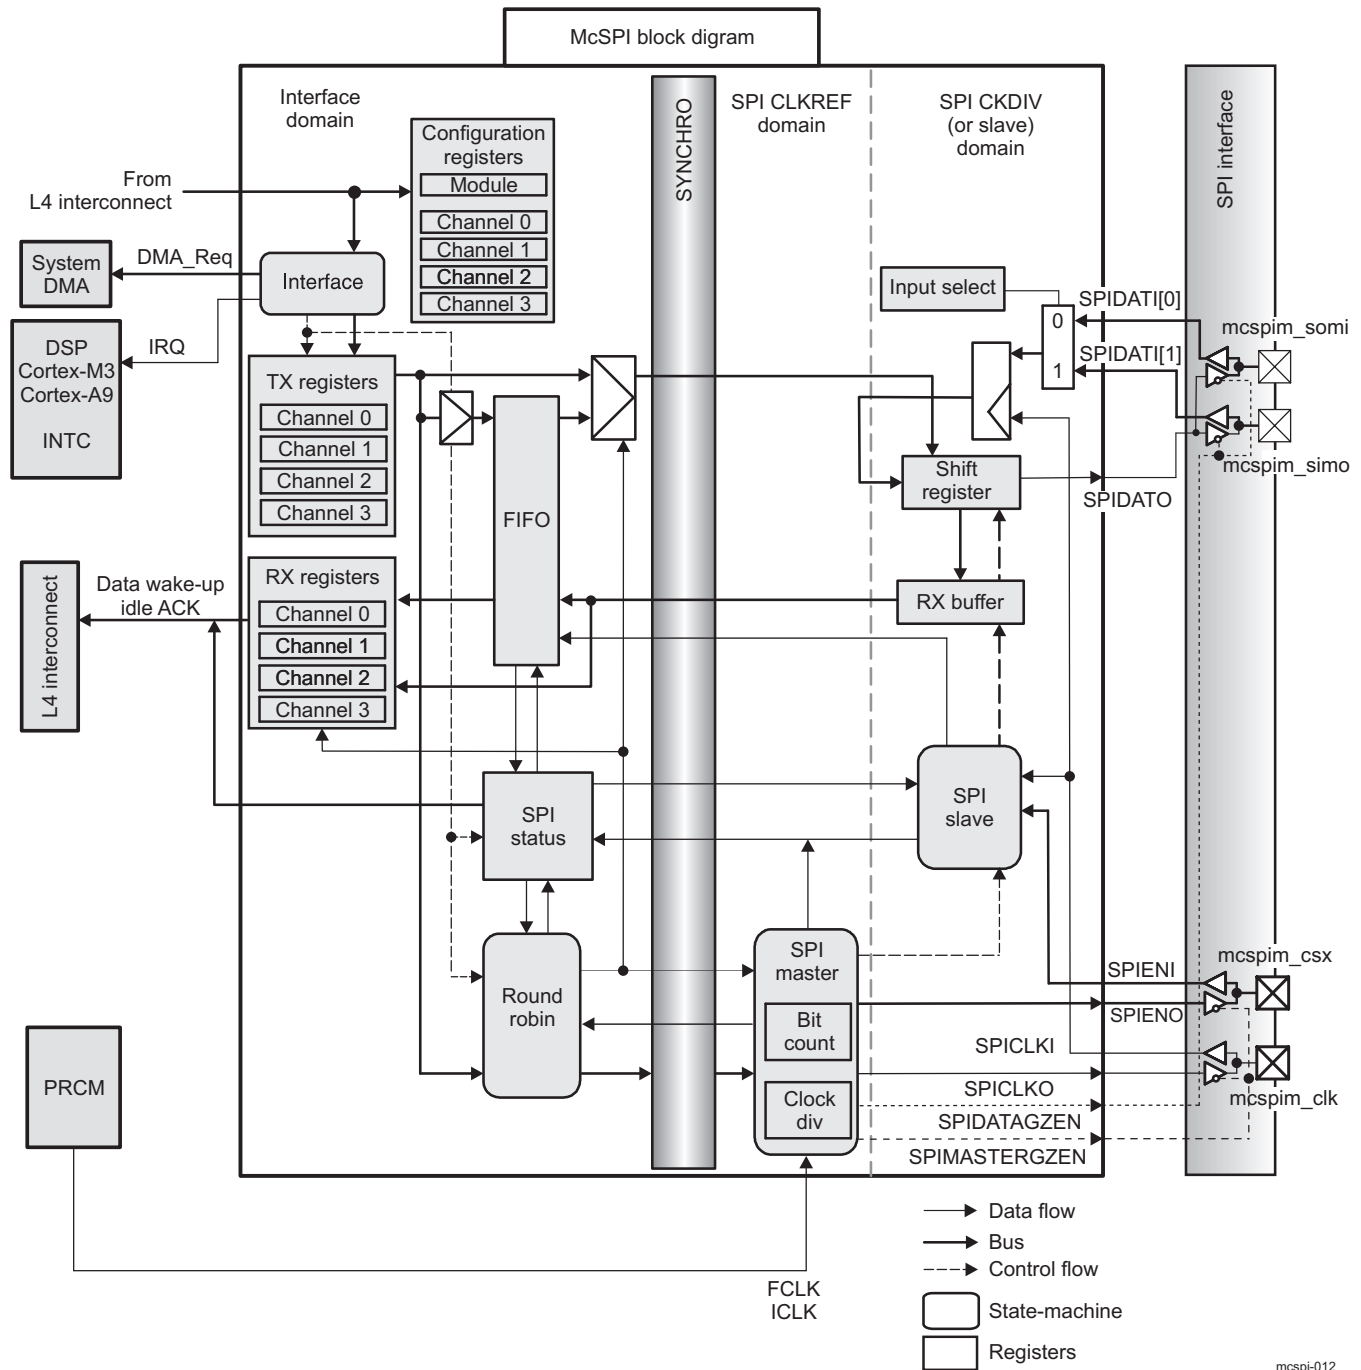 McSPI block digram
Interface
domain
SYNCHRO
SPI CLKREF
domain
SPI CKDIV
(or slave)
domain
SPI interface
Configuration
registers
Module
Channel 0
Channel 1
Channel 2
Channel 3
From
L4 interconnect
System
DMA
DMA_Req
Interface
Input select
SPIDATI[0]
0
1
SPIDATI[1]
mcspim_somi
DSP
Cortex-M3
Cortex-A9
INTC
IRQ
TX registers
Channel 0
Channel 1
Channel 2
Channel 3
FIFO
Shift
register
SPIDATO
mcspim_simo
L4 interconnect
Data wake-up
idle ACK
RX registers
Channel 0
Channel 1
Channel 2
Channel 3
RX buffer
SPI
status
SPI
slave
Round
robin
SPI
master
Bit
count
Clock
div
SPIENI
mcspim_csx
SPIENO
SPICLKI
SPICLKO
mcspim_clk
SPIDATAGZEN
SPIMASTERGZEN
PRCM
FCLK
ICLK
Data flow
Bus
Control flow
State-machine
Registers
mcspi-012